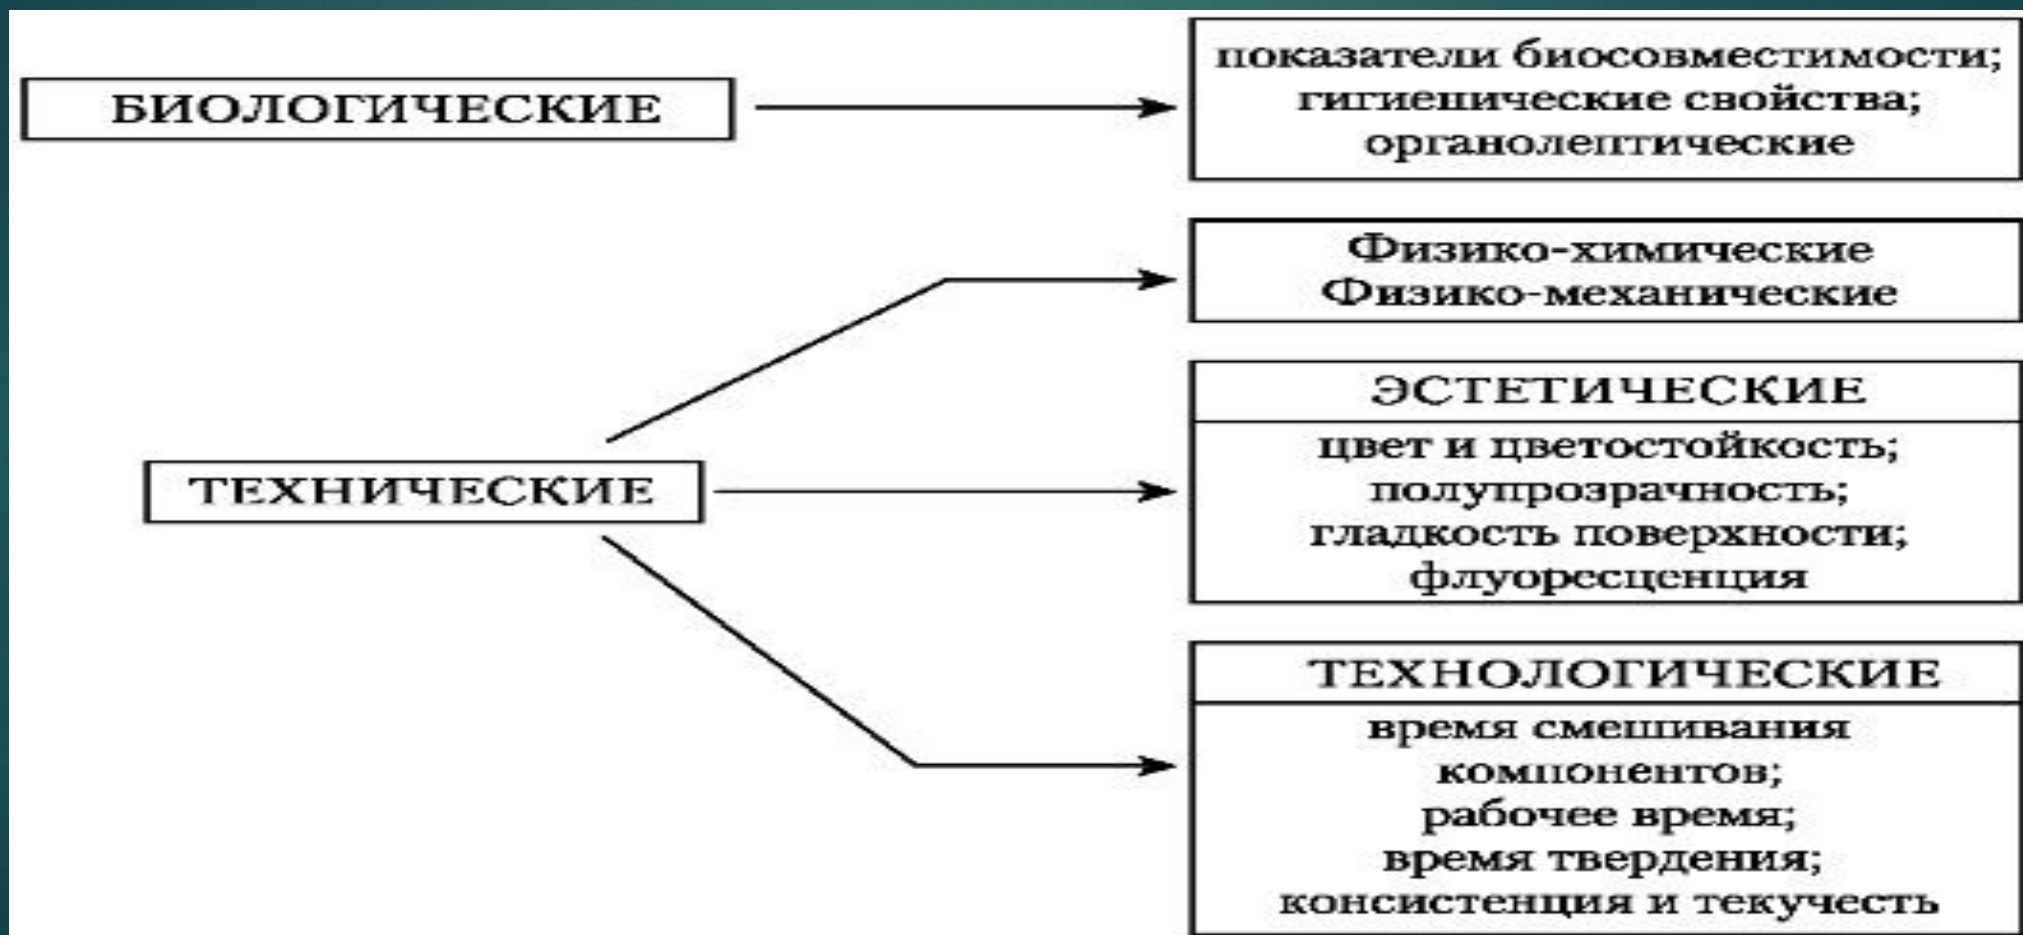 БИОЛОГИЧЕСКИЕ
показатели биосовместимости;
гигиенические свойства;
органолептические
ТЕХНИЧЕСКИЕ
Физико-химические
Физико-механические
ЭСТЕТИЧЕСКИЕ
цвет и цветостойкость;
полупрозрачность;
гладкость поверхности;
флуоресценция
ТЕХНОЛОГИЧЕСКИЕ
время смешивания
компонентов;
рабочее время;
время твердения;
консистенция и текучесть